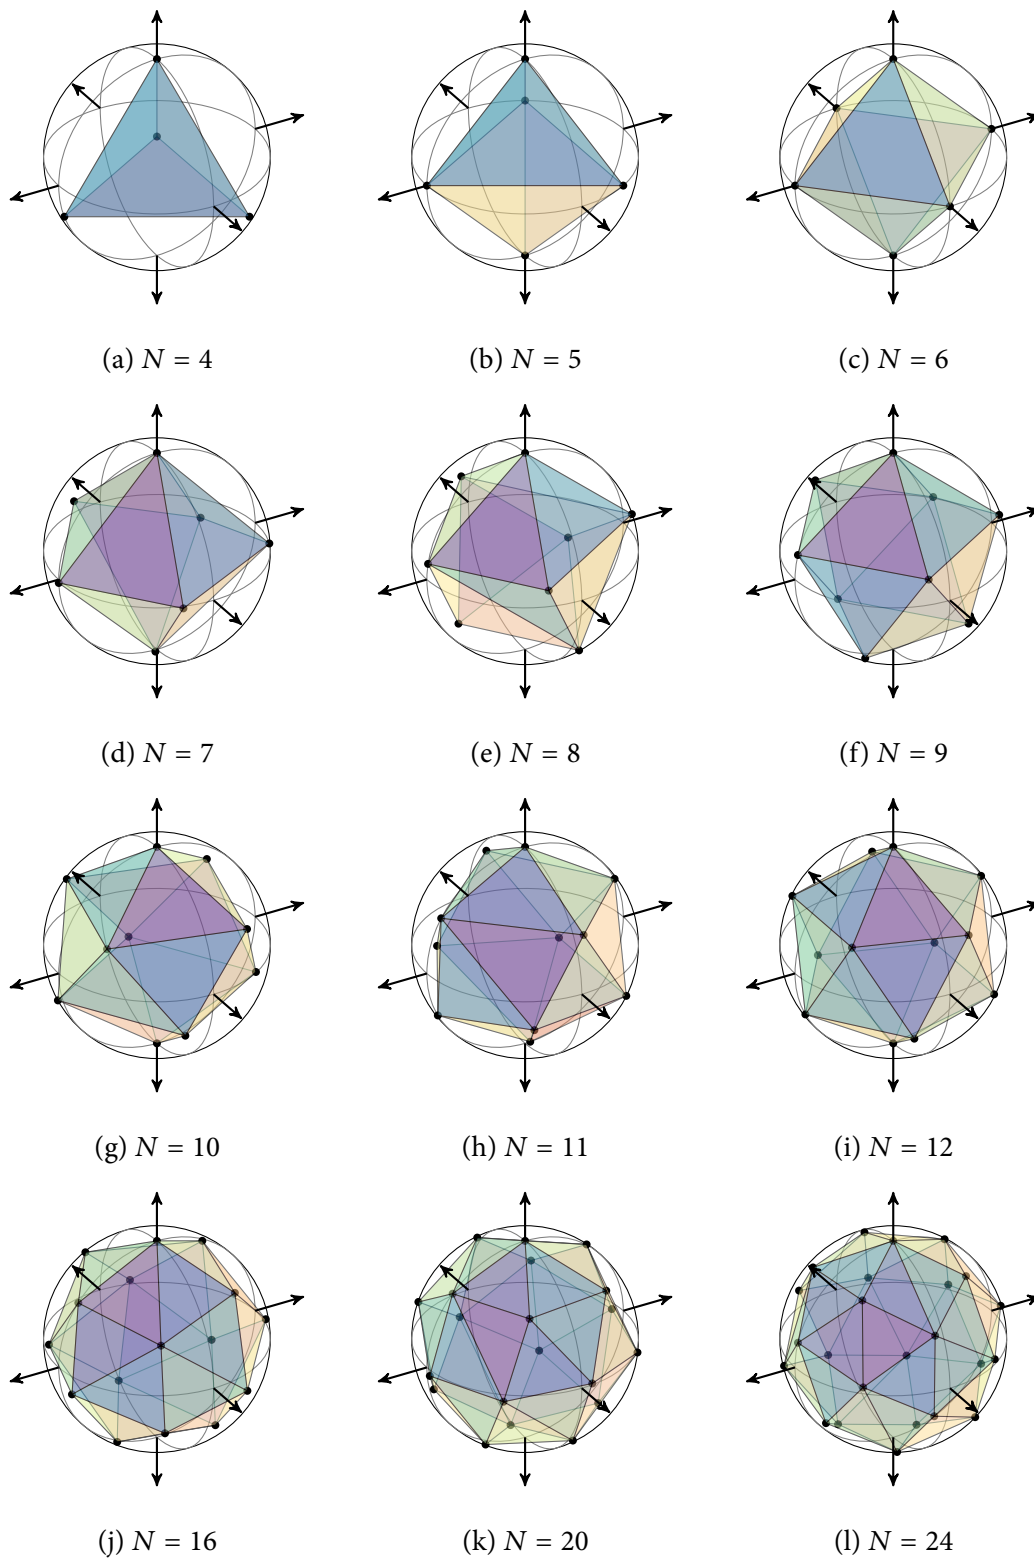 (a) N = 4
(b) N = 5
(c) N = 6
(d) N = 7
(e) N = 8
(f) N = 9
(g) N = 10
(h) N = 11
(i) N = 12
(j) N = 16
(k) N = 20
(l) N = 24